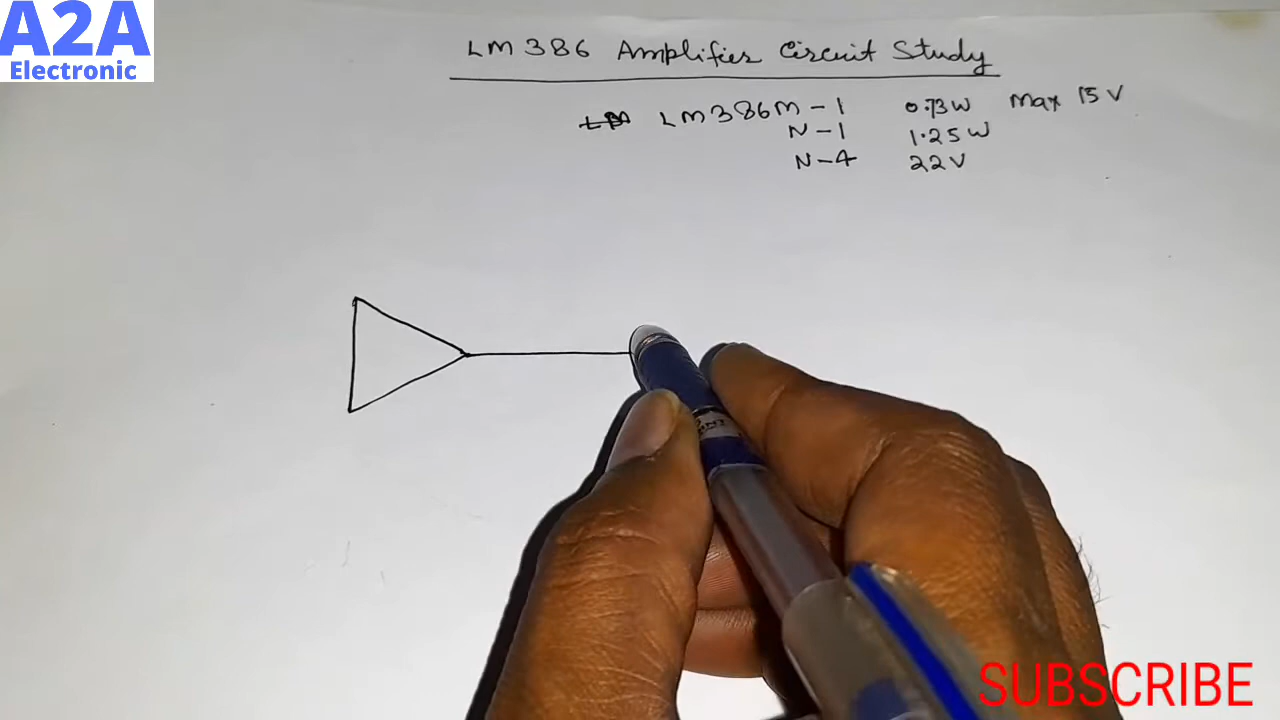 A2A
Electronic
LM386 Amplifier Circuit Study
LM386M-1 0.73W Max 15V
N-1 1.25W
N-4 22V
SUBSCRIBE